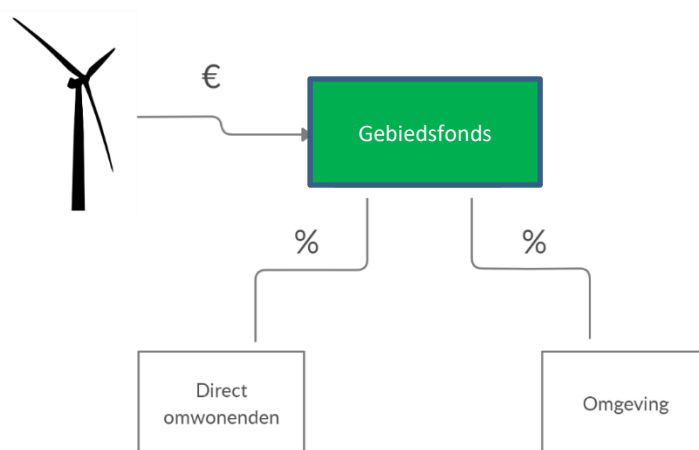 €
Gebiedsfonds
%
%
Direct
omwonenden
Omgeving